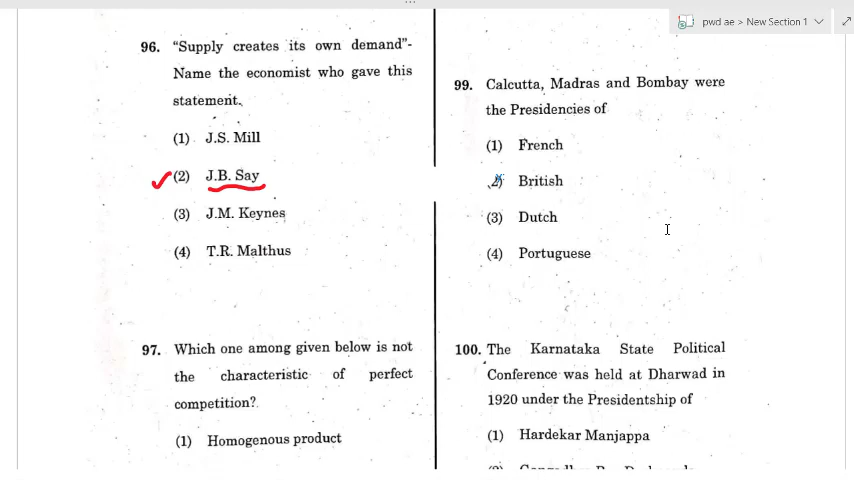 pwd ae > New Section 1
96. "Supply creates its own demand"-
Name the economist who gave this
statement.
(1) J.S. Mill
(2) J.B. Say
(3) J.M. Keynes
(4) T.R. Malthus
97. Which one among given below is not
the characteristic of perfect
competition?
(1) Homogenous product
99. Calcutta, Madras and Bombay were
the Presidencies of
(1) French
(2) British
(3) Dutch
(4) Portuguese
100. The Karnataka State Political
Conference was held at Dharwad in
1920 under the Presidentship of
(1) Hardekar Manjappa